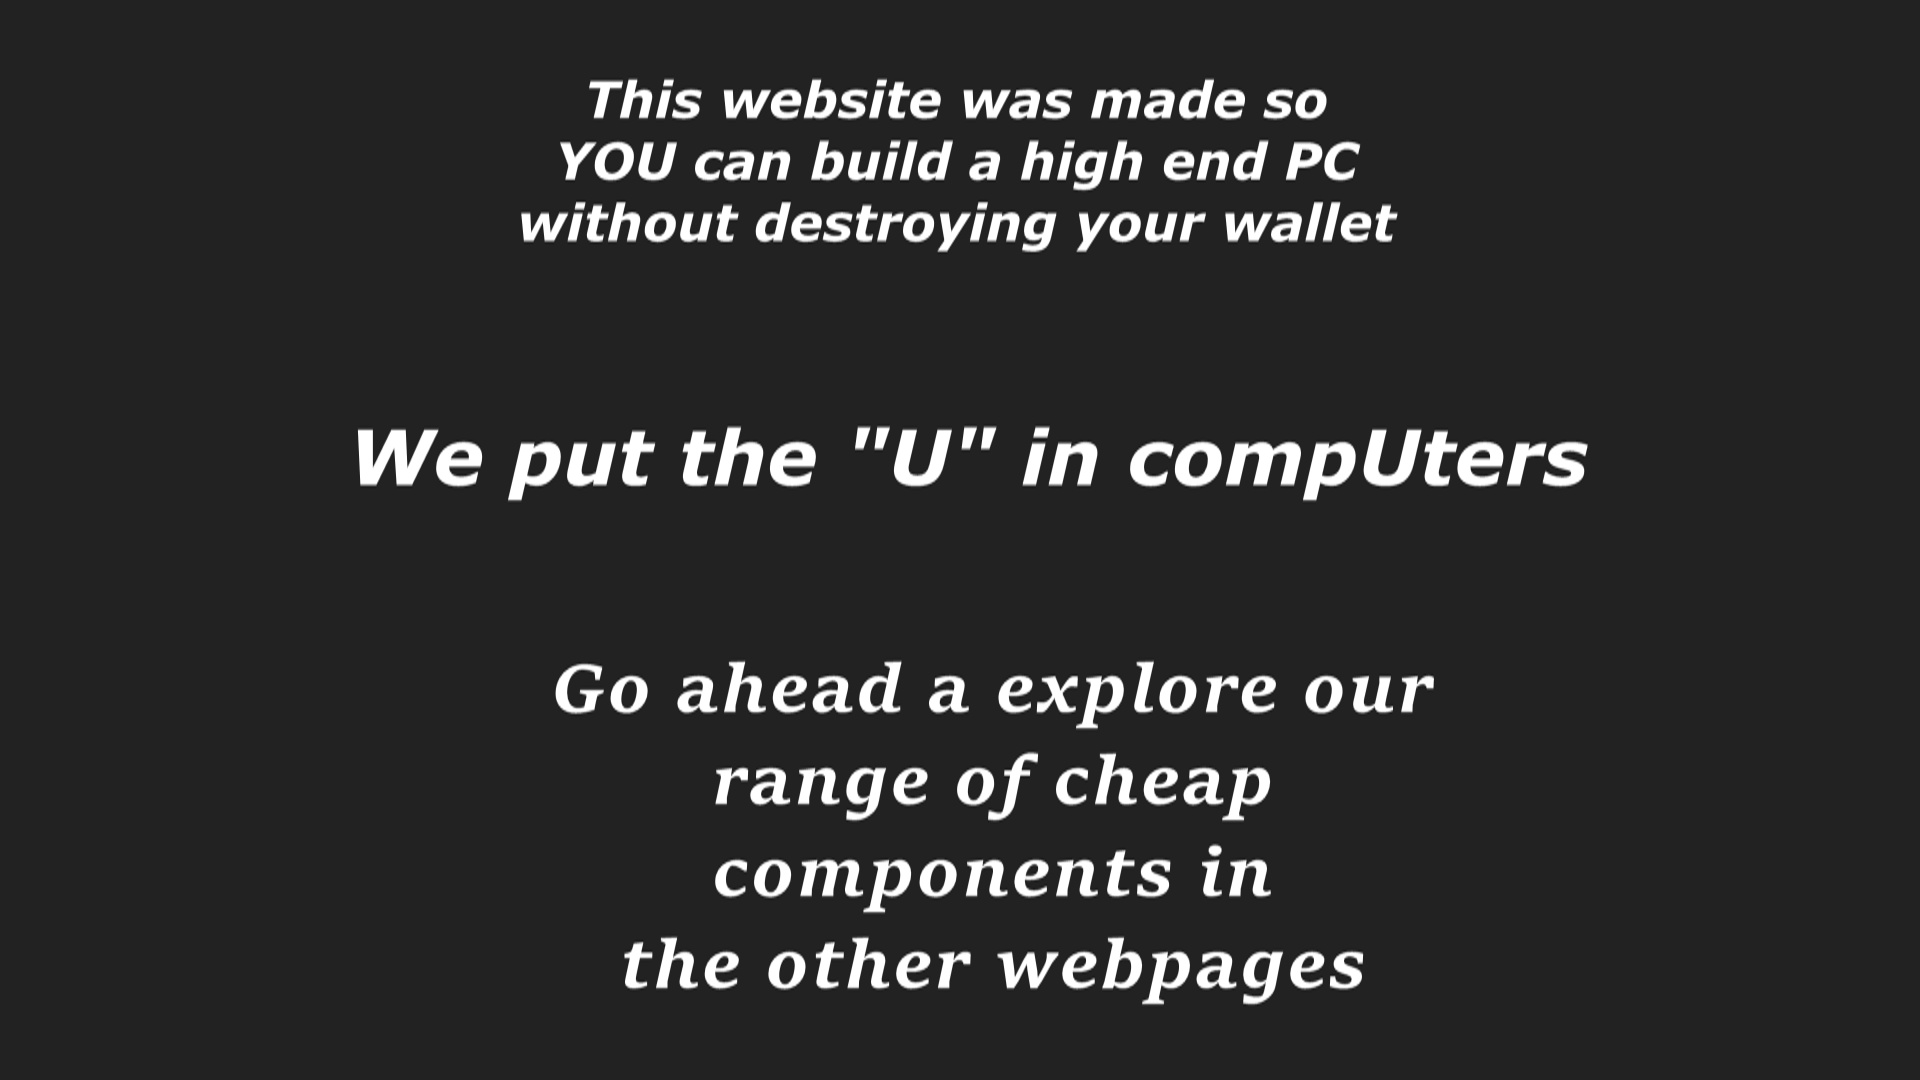 This website was made so
YOU can build a high end PC
without destroying your wallet
We put the "U" in compUters
Go ahead a explore our
range of cheap
components in
the other webpages